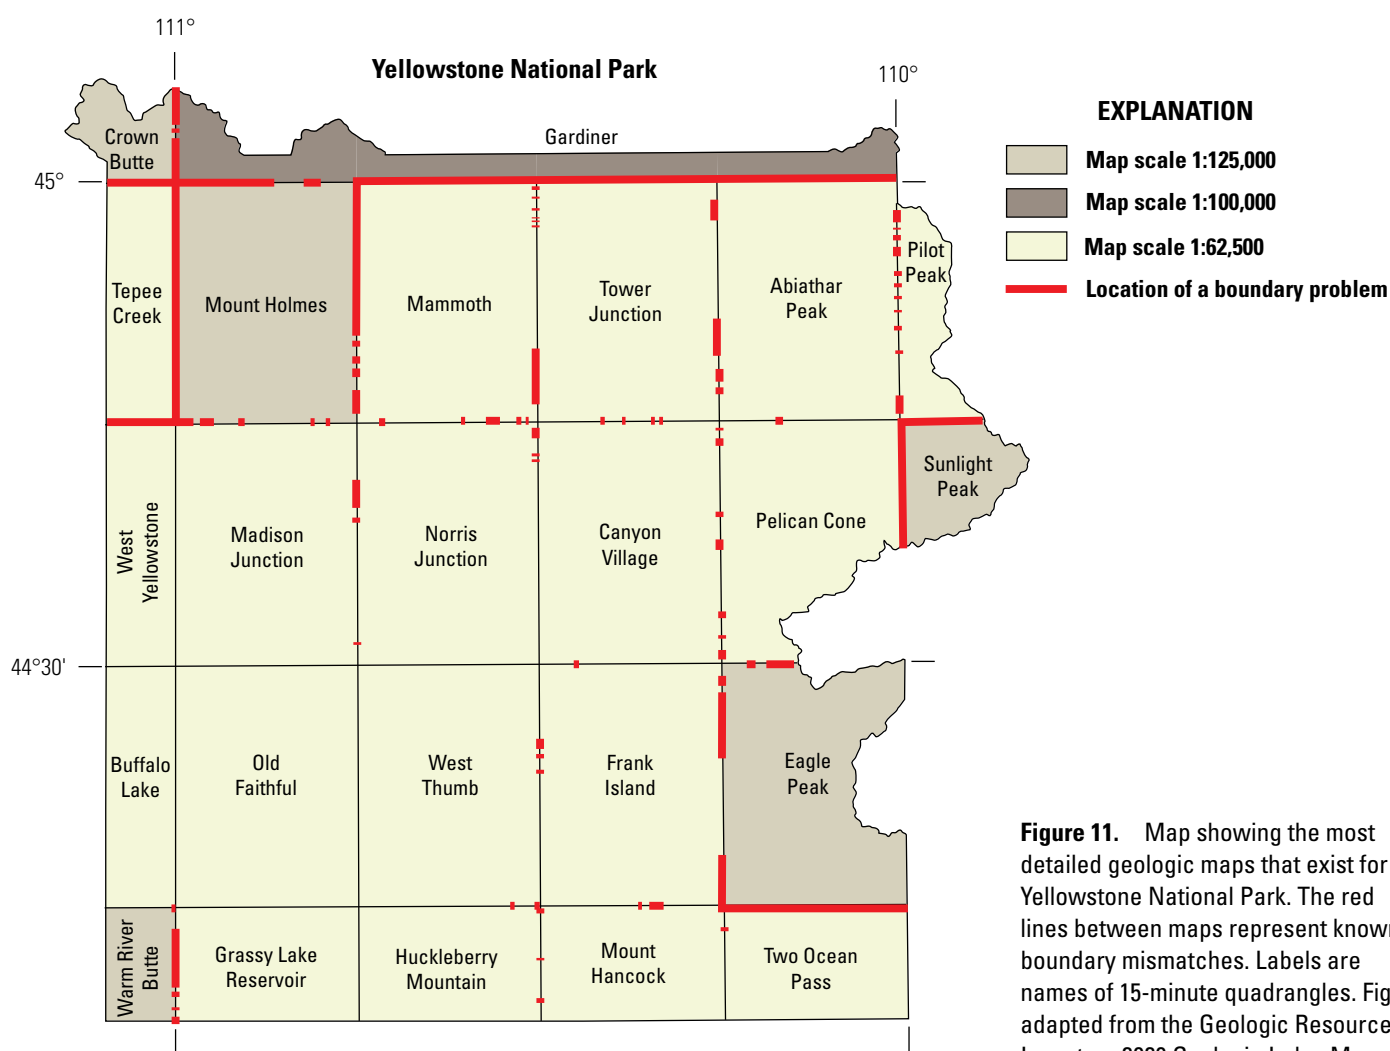 111°
Yellowstone National Park
110°
EXPLANATION
Map scale 1:125,000
Map scale 1:100,000
Map scale 1:62,500
Location of a boundary problem
Crown
Butte
Gardiner
45°
Pilot
Peak
Tepee
Creek
Mount Holmes
Mammoth
Tower
Junction
Abiathar
Peak
Sunlight
Peak
West
Yellowstone
Madison
Junction
Norris
Junction
Canyon
Village
Pelican Cone
44°30'
Buffalo
Lake
Old
Faithful
West
Thumb
Frank
Island
Eagle
Peak
Warm River
Butte
Grassy Lake
Reservoir
Huckleberry
Mountain
Mount
Hancock
Two Ocean
Pass
Figure 11. Map showing the most
detailed geologic maps that exist for
Yellowstone National Park. The red
lines between maps represent known
boundary mismatches. Labels are
names of 15-minute quadrangles. Fig
adapted from the Geologic Resource